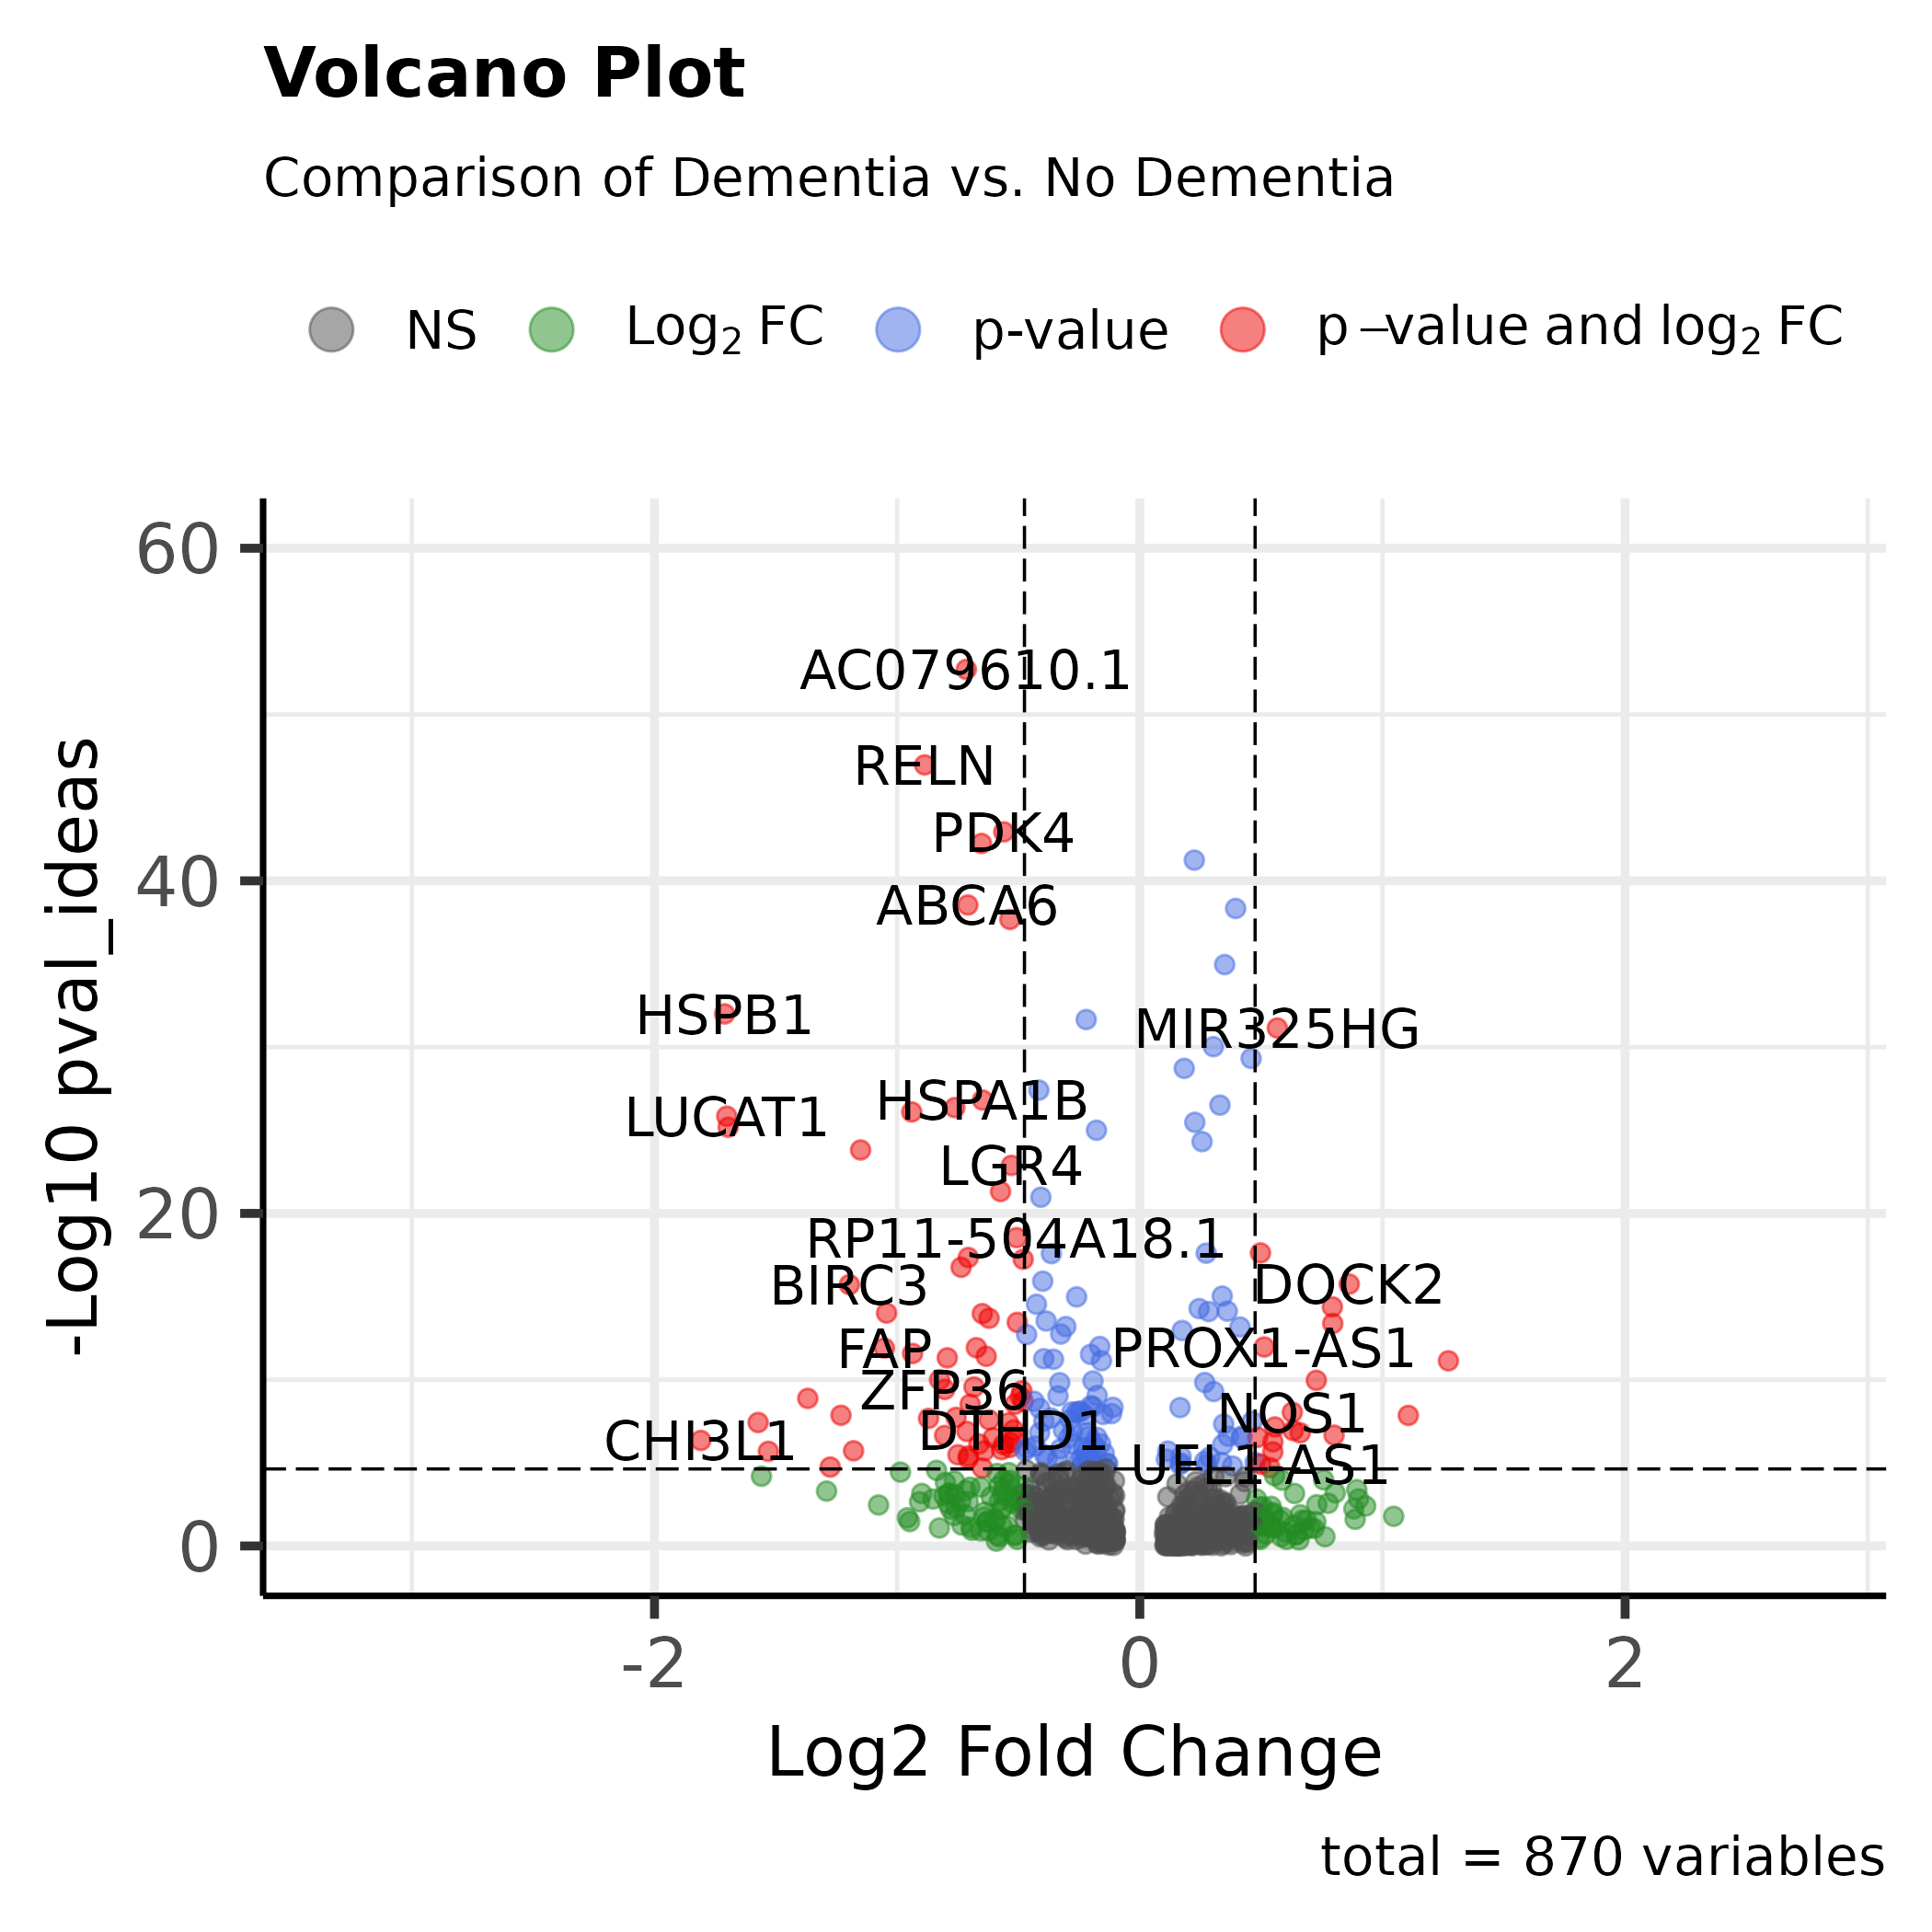 Volcano Plot
Comparison of Dementia vs. No Dementia
NS Log2 FC p-value p−value and log2 FC
60
AC079610.1
RELN
PDK4
40
ABCA6
HSPB1
MIR325HG
HSPA1B
LUCAT1
LGR4
20
RP11-504A18.1
BIRC3
DOCK2
FAP
PROX1-AS1
ZFP36
NOS1
DTHD1
CHI3L1
UFL1-AS1
0
-Log10 pval_ideas
-2 0 2
Log2 Fold Change
total = 870 variables